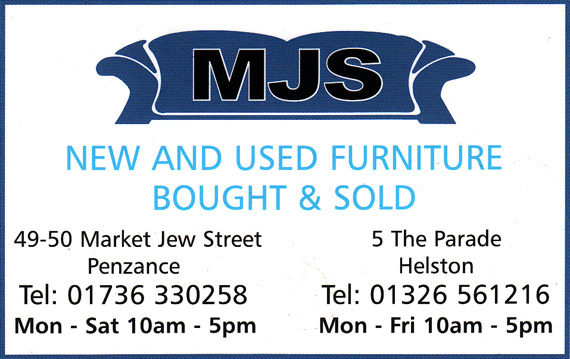 MJS
NEW AND USED FURNITURE
BOUGHT & SOLD
49-50 Market Jew Street
Penzance
Tel: 01736 330258
Mon - Sat 10am - 5pm
5 The Parade
Helston
Tel: 01326 561216
Mon - Fri 10am - 5pm